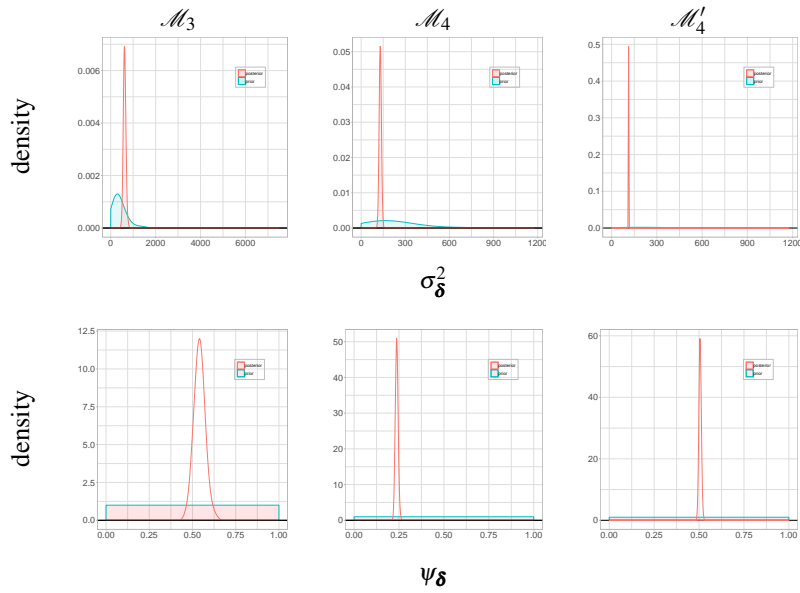 ℳ3 ℳ4 ℳ′4
density
0.006 0.004 0.002 0.000
0 2000 4000 6000
posterior
prior
0.05 0.04 0.03 0.02 0.01 0.00
0 300 600 900 1200
posterior
prior
0.5 0.4 0.3 0.2 0.1 0.0
0 300 600 900 1200
posterior
prior
σ²δ
density
12.5 10.0 7.5 5.0 2.5 0.0
0.00 0.25 0.50 0.75 1.00
posterior
prior
50 40 30 20 10 0
0.00 0.25 0.50 0.75 1.00
posterior
prior
60 40 20 0
0.00 0.25 0.50 0.75 1.00
posterior
prior
ψδ